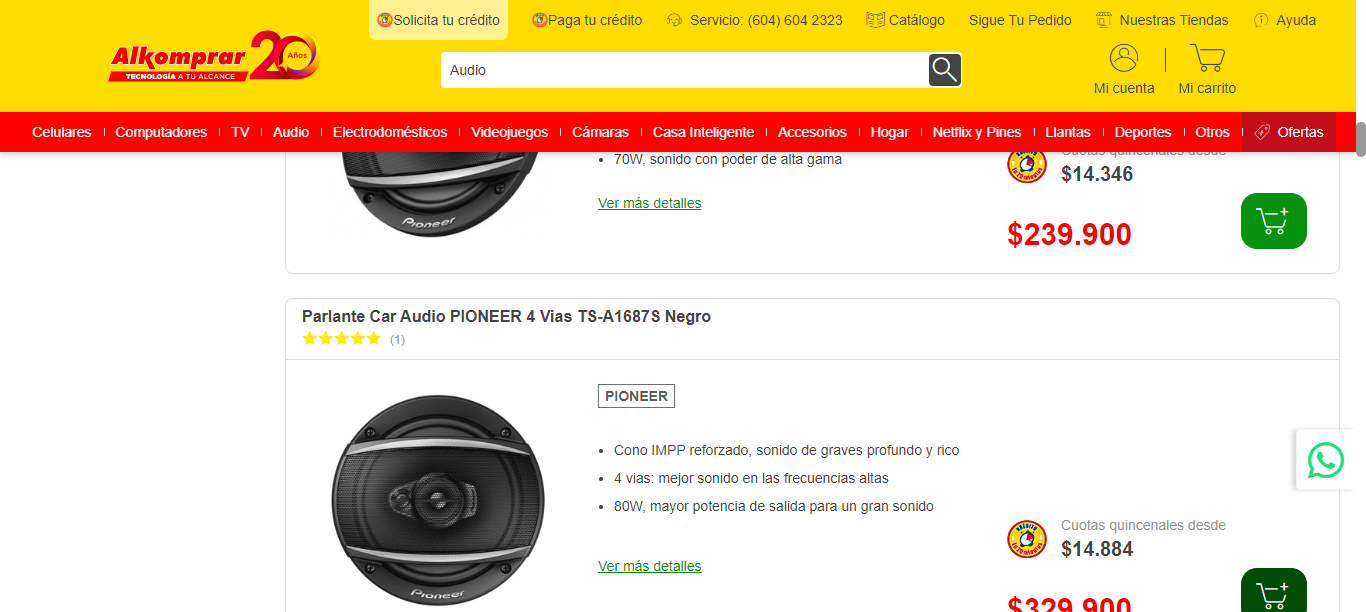 Solicita tu crédito
Paga tu crédito
Servicio: (604) 604 2323
Catálogo
Sigue Tu Pedido
Nuestras Tiendas
Ayuda
Alkomprar 20 Años
TECNOLOGÍA A TU ALCANCE
Audio
Mi cuenta
Mi carrito
Celulares
Computadores
TV
Audio
Electrodomésticos
Videojuegos
Cámaras
Casa Inteligente
Accesorios
Hogar
Netflix y Pines
Llantas
Deportes
Otros
Ofertas
Pioneer
• 70W, sonido con poder de alta gama
Ver más detalles
Cuotas quincenales desde
$14.346
$239.900
Parlante Car Audio PIONEER 4 Vias TS-A1687S Negro
(1)
Pioneer
PIONEER
• Cono IMPP reforzado, sonido de graves profundo y rico
• 4 vias: mejor sonido en las frecuencias altas
• 80W, mayor potencia de salida para un gran sonido
Ver más detalles
Cuotas quincenales desde
$14.884
$329.900